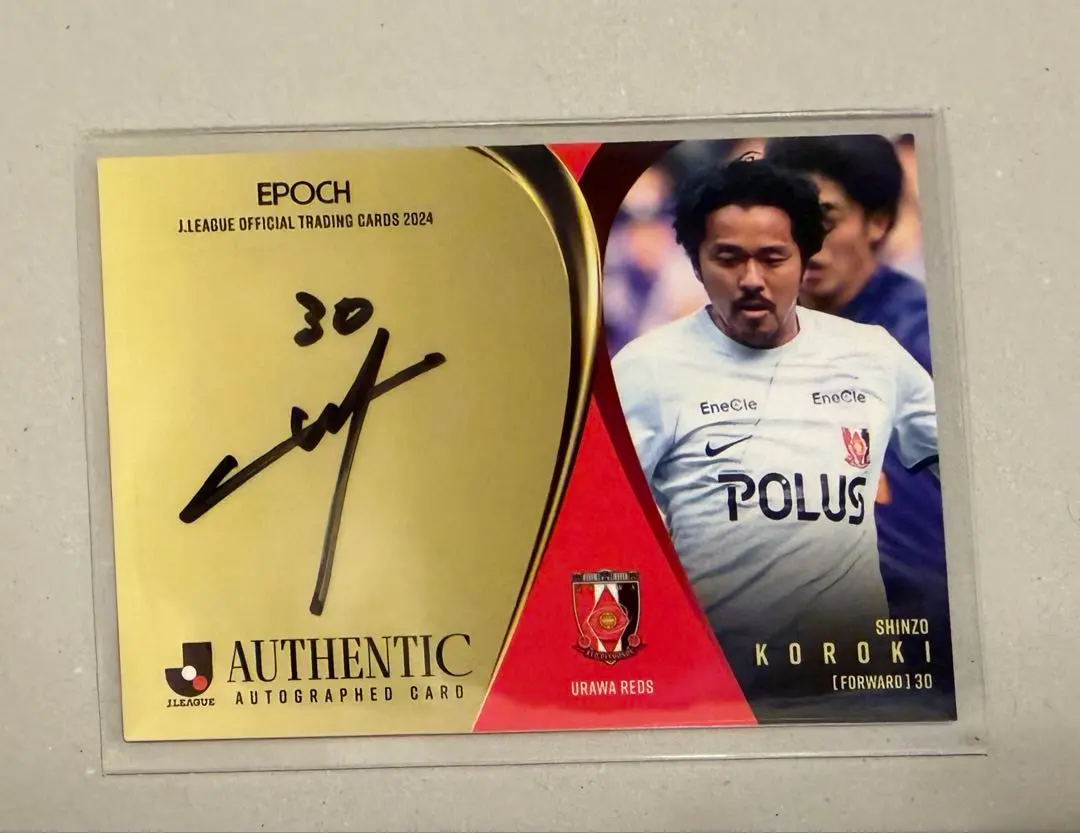 EPOCH
J.LEAGUE OFFICIAL TRADING CARDS 2024
30
J.LEAGUE
AUTHENTIC
AUTOGRAPHED CARD
URAWA REDS
EneCle EneCle
POLUS
SHINZO
KOROKI
[FORWARD] 30